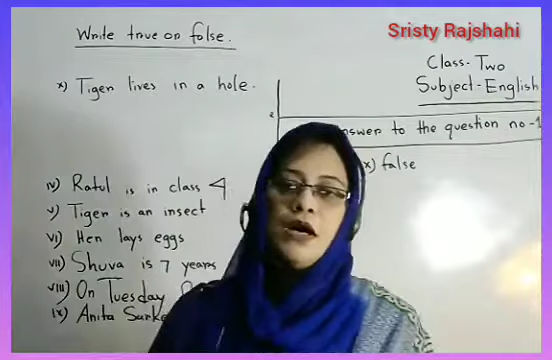 Write true or false.
Sristy Rajshahi
Class-Two
Subject-English
x) Tiger lives in a hole.
answer to the question no-1
x) false
iv) Ratul is in class 4
v) Tiger is an insect
vi) Hen lays eggs
vii) Shuva is 7 years
viii) On Tuesday
ix) Anita